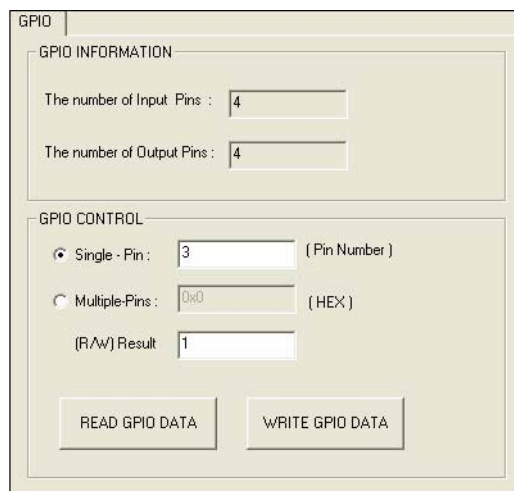 GPIO
GPIO INFORMATION
The number of Input Pins : 4
The number of Output Pins : 4
GPIO CONTROL
Single - Pin : 3 ( Pin Number )
Multiple-Pins : 0x0 ( HEX )
(R/W) Result 1
READ GPIO DATA WRITE GPIO DATA